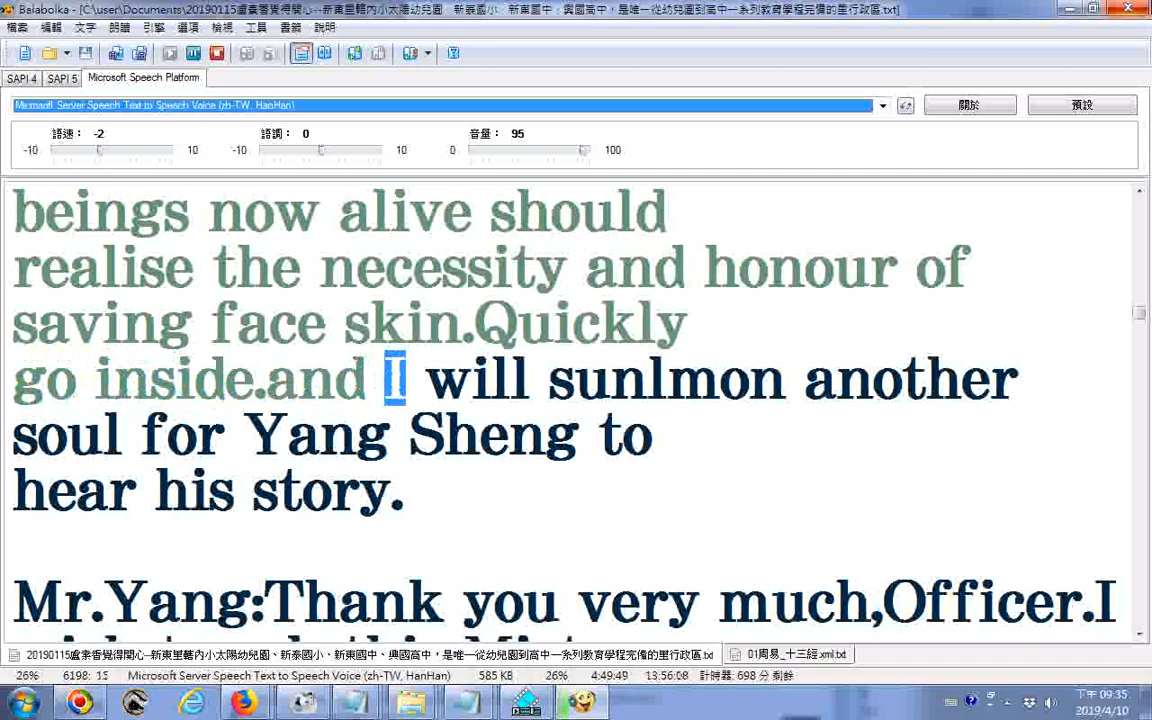 Balabolka - [C:\user\Documents\20190115盧素香覺得開心--新東里轄內小太陽幼兒園、新泰國小、新東國中、興國高中，是唯一從幼兒園到高中一系列教育學程完備的里行政區.txt]
檔案 編輯 文字 朗讀 引擎 選項 檢視 工具 書籤 說明
SAPI 4 SAPI 5 Microsoft Speech Platform
Microsoft Server Speech Text to Speech Voice (zh-TW, HanHan) 關於 預設
語速： -2 語調： 0 音量： 95
-10 10 -10 10 0 100
beings now alive should
realise the necessity and honour of
saving face skin.Quickly
go inside.and I will sunlmon another
soul for Yang Sheng to
hear his story.
Mr.Yang:Thank you very much,Officer.I
20190115盧素香覺得開心--新東里轄內小太陽幼兒園、新泰國小、新東國中、興國高中，是唯一從幼兒園到高中一系列教育學程完備的里行政區.txt 01周易_十三經.xml.txt
26% 6198: 13 Microsoft Server Speech Text to Speech Voice (zh-TW, HanHan) 585 KB 26% 4:49:49 13:56:08 計時器: 698 分 剩餘
下午 09:35
2019/4/10